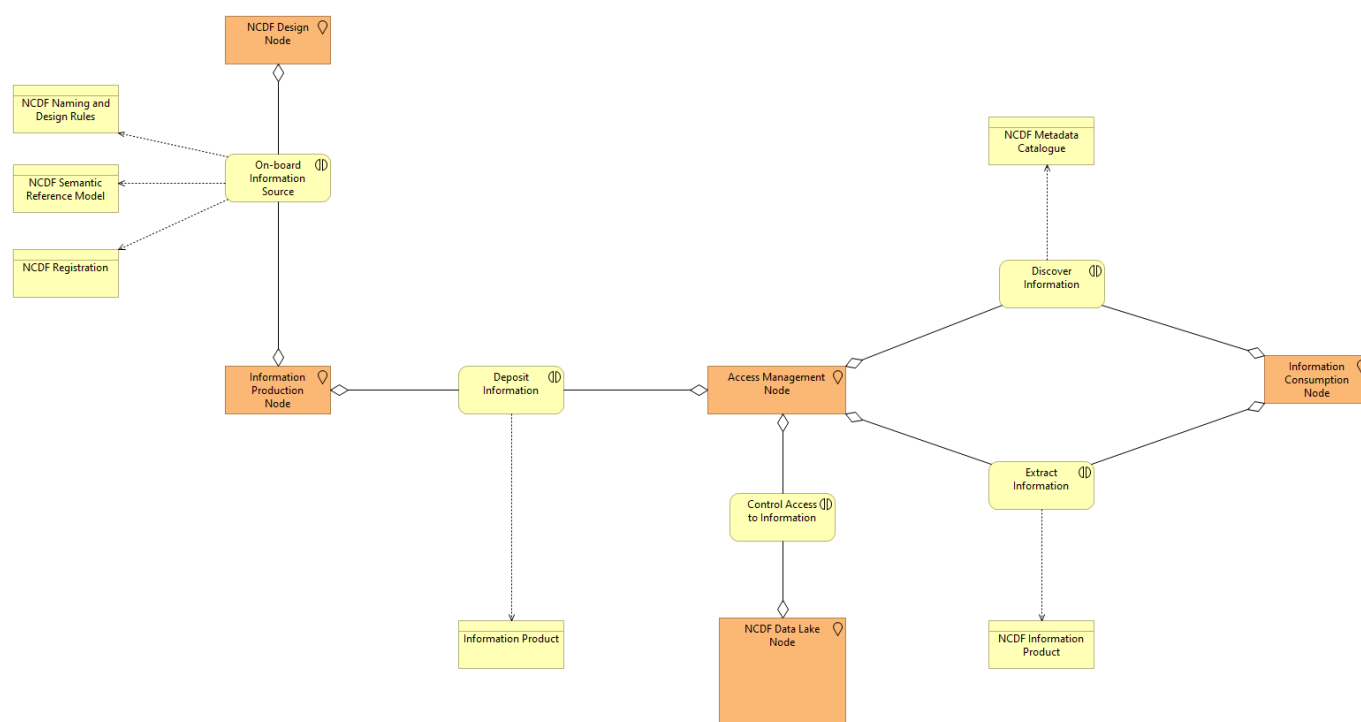 NCDF Design
Node
NCDF Naming and
Design Rules
NCDF Metadata
Catalogue
On-board
Information
Source
NCDF Semantic
Reference Model
NCDF Registration
Discover
Information
Information
Production
Node
Deposit
Information
Access Management
Node
Information
Consumption
Node
Extract
Information
Control Access
to Information
Information Product
NCDF Data Lake
Node
NCDF Information
Product